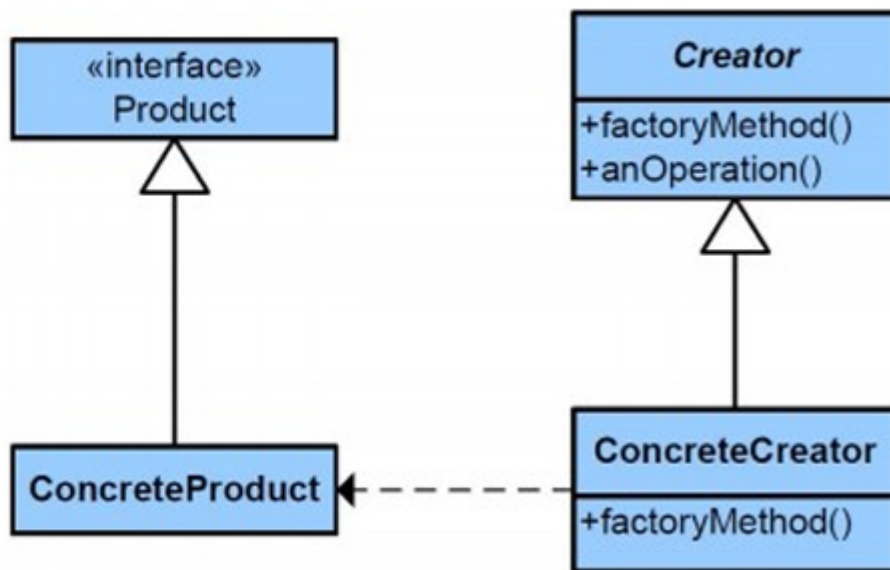 «interface»
Product
Creator
+factoryMethod()
+anOperation()
ConcreteProduct
ConcreteCreator
+factoryMethod()